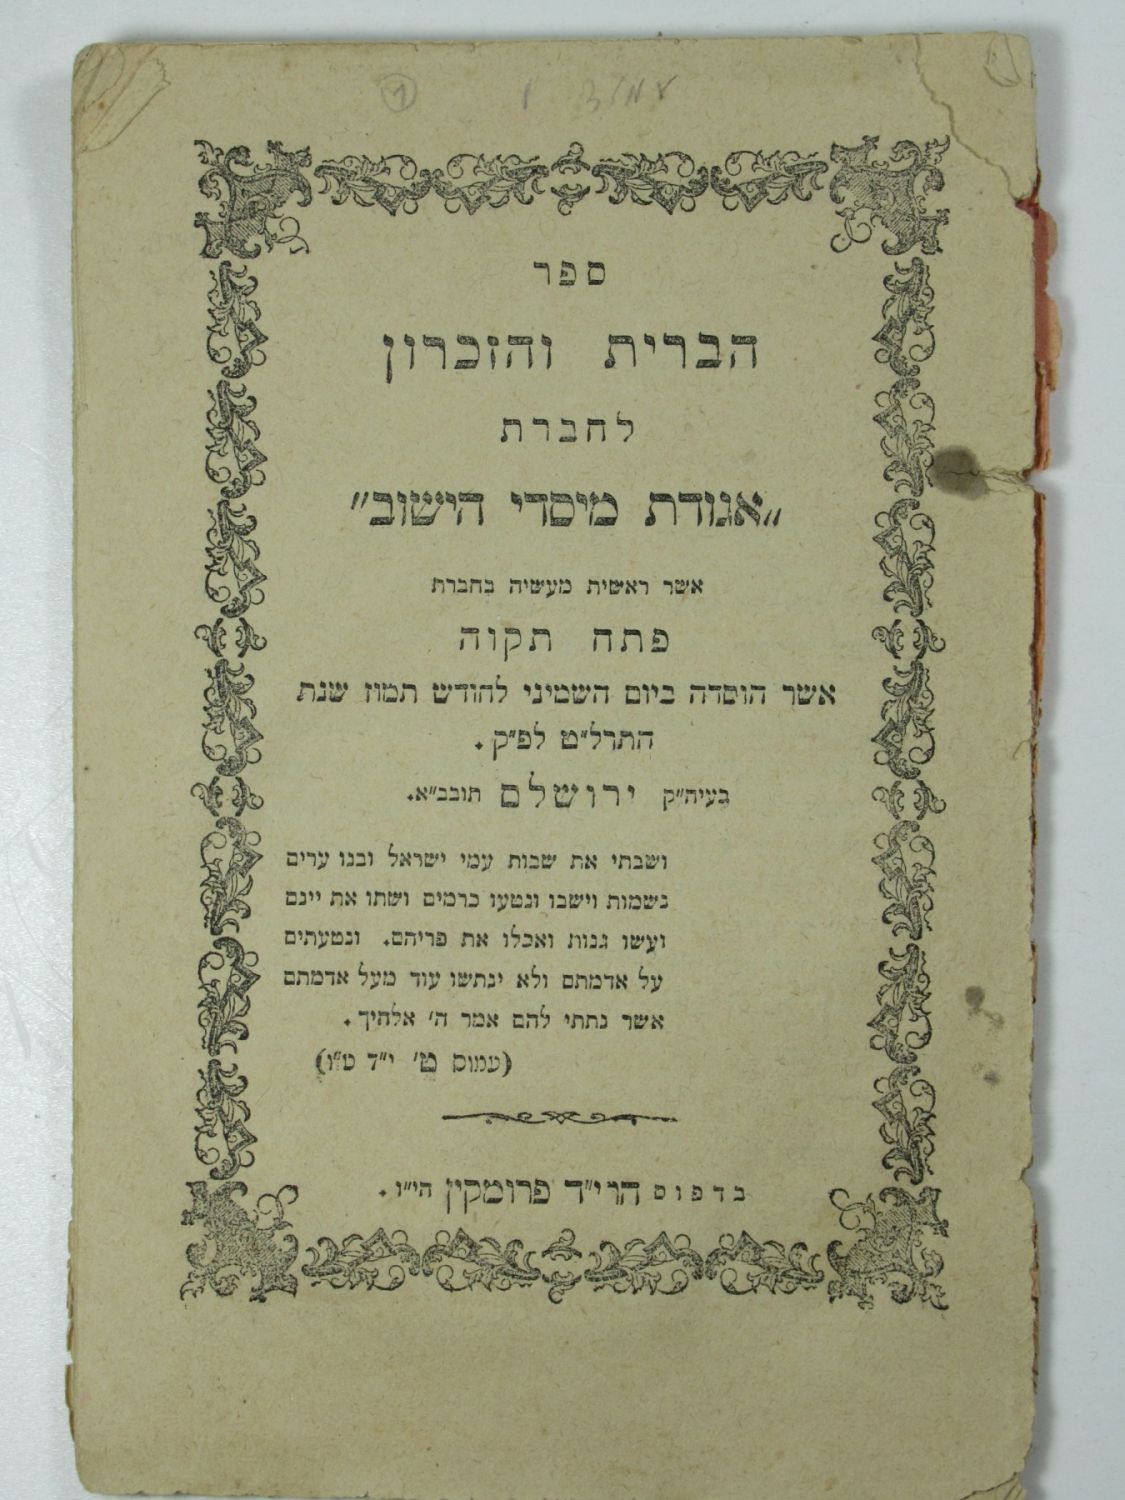 ספר
הברית והזכרון
לחברת
„אגודת מיסדי הישוב"
אשר ראשית מעשיה בחברת
פתח תקוה
אשר הוסדה ביום השמיני לחודש תמוז שנת
התרל"ט לפ"ק.
בעיה"ק ירושלם תובב"א.
ושבתי את שבות עמי ישראל ובנו ערים
נשמות וישבו ונטעו כרמים ושתו את יינם
ועשו גנות ואכלו את פריהם. ונטעתים
על אדמתם ולא ינתשו עוד מעל אדמתם
אשר נתתי להם אמר ה' אלהיך.
(עמוס ט' י"ד ט"ו)
בדפוס הרי"ד פרומקין הי"ו.